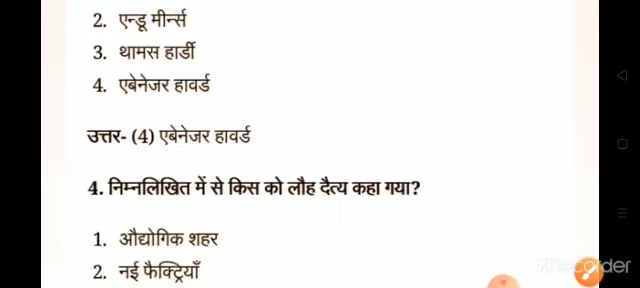 2. एन्डू मीर्न्स
3. थामस हार्डी
4. एबेनेजर हावर्ड
उत्तर- (4) एबेनेजर हावर्ड
4. निम्नलिखित में से किस को लौह दैत्य कहा गया?
1. औद्योगिक शहर
2. नई फैक्ट्रियाँ